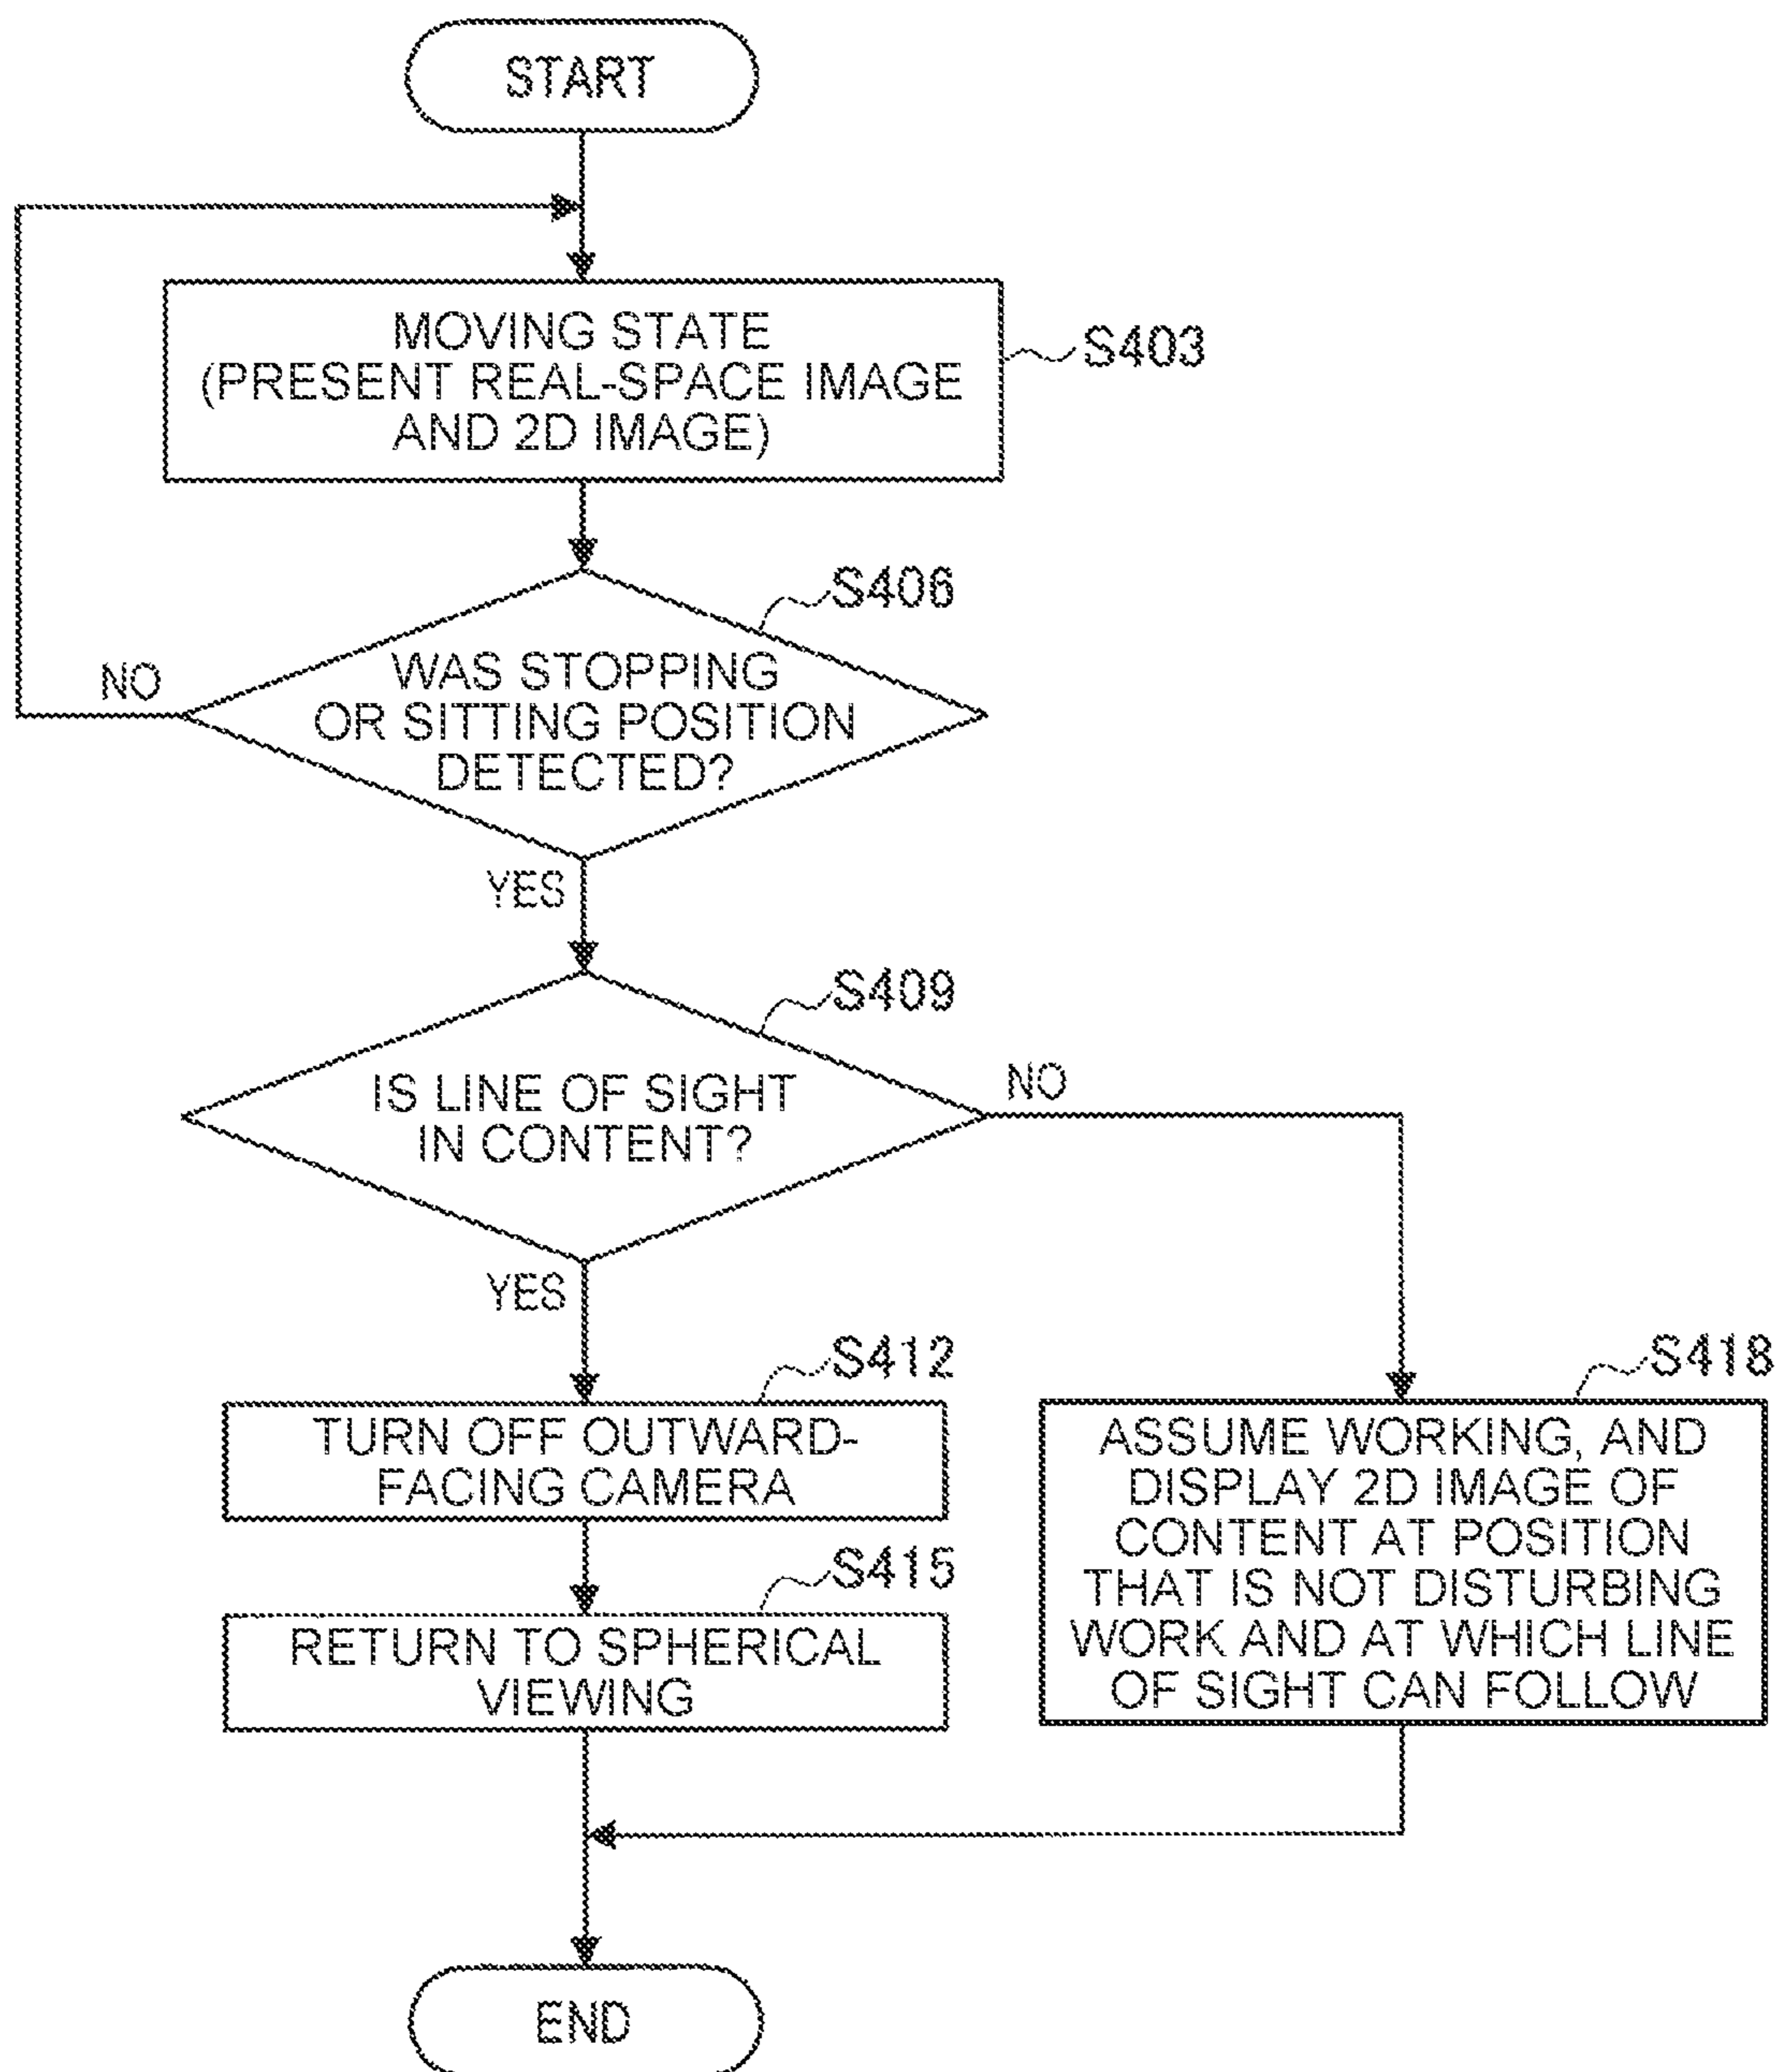 START
MOVING STATE
(PRESENT REAL-SPACE IMAGE
AND 2D IMAGE)
S403
S406
WAS STOPPING
OR SITTING POSITION
DETECTED?
NO
YES
S409
IS LINE OF SIGHT
IN CONTENT?
NO
YES
S412
TURN OFF OUTWARD-
FACING CAMERA
S415
RETURN TO SPHERICAL
VIEWING
S418
ASSUME WORKING, AND
DISPLAY 2D IMAGE OF
CONTENT AT POSITION
THAT IS NOT DISTURBING
WORK AND AT WHICH LINE
OF SIGHT CAN FOLLOW
END